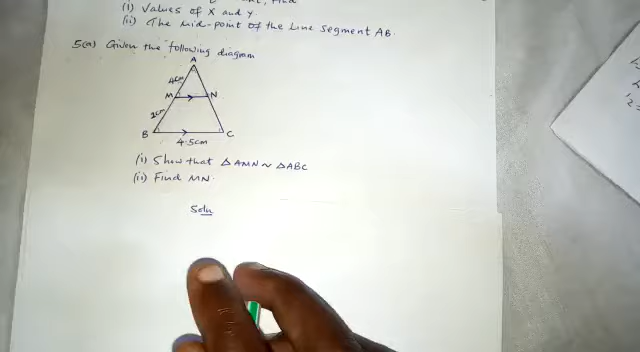 (i) Values of X and y.
(ii) The mid-point of the Line segment AB.
5(a) Given the following diagram
A
4cm
M N
2cm
B C
4.5cm
(i) Show that △AMN ~ △ABC
(ii) Find MN.
Soln